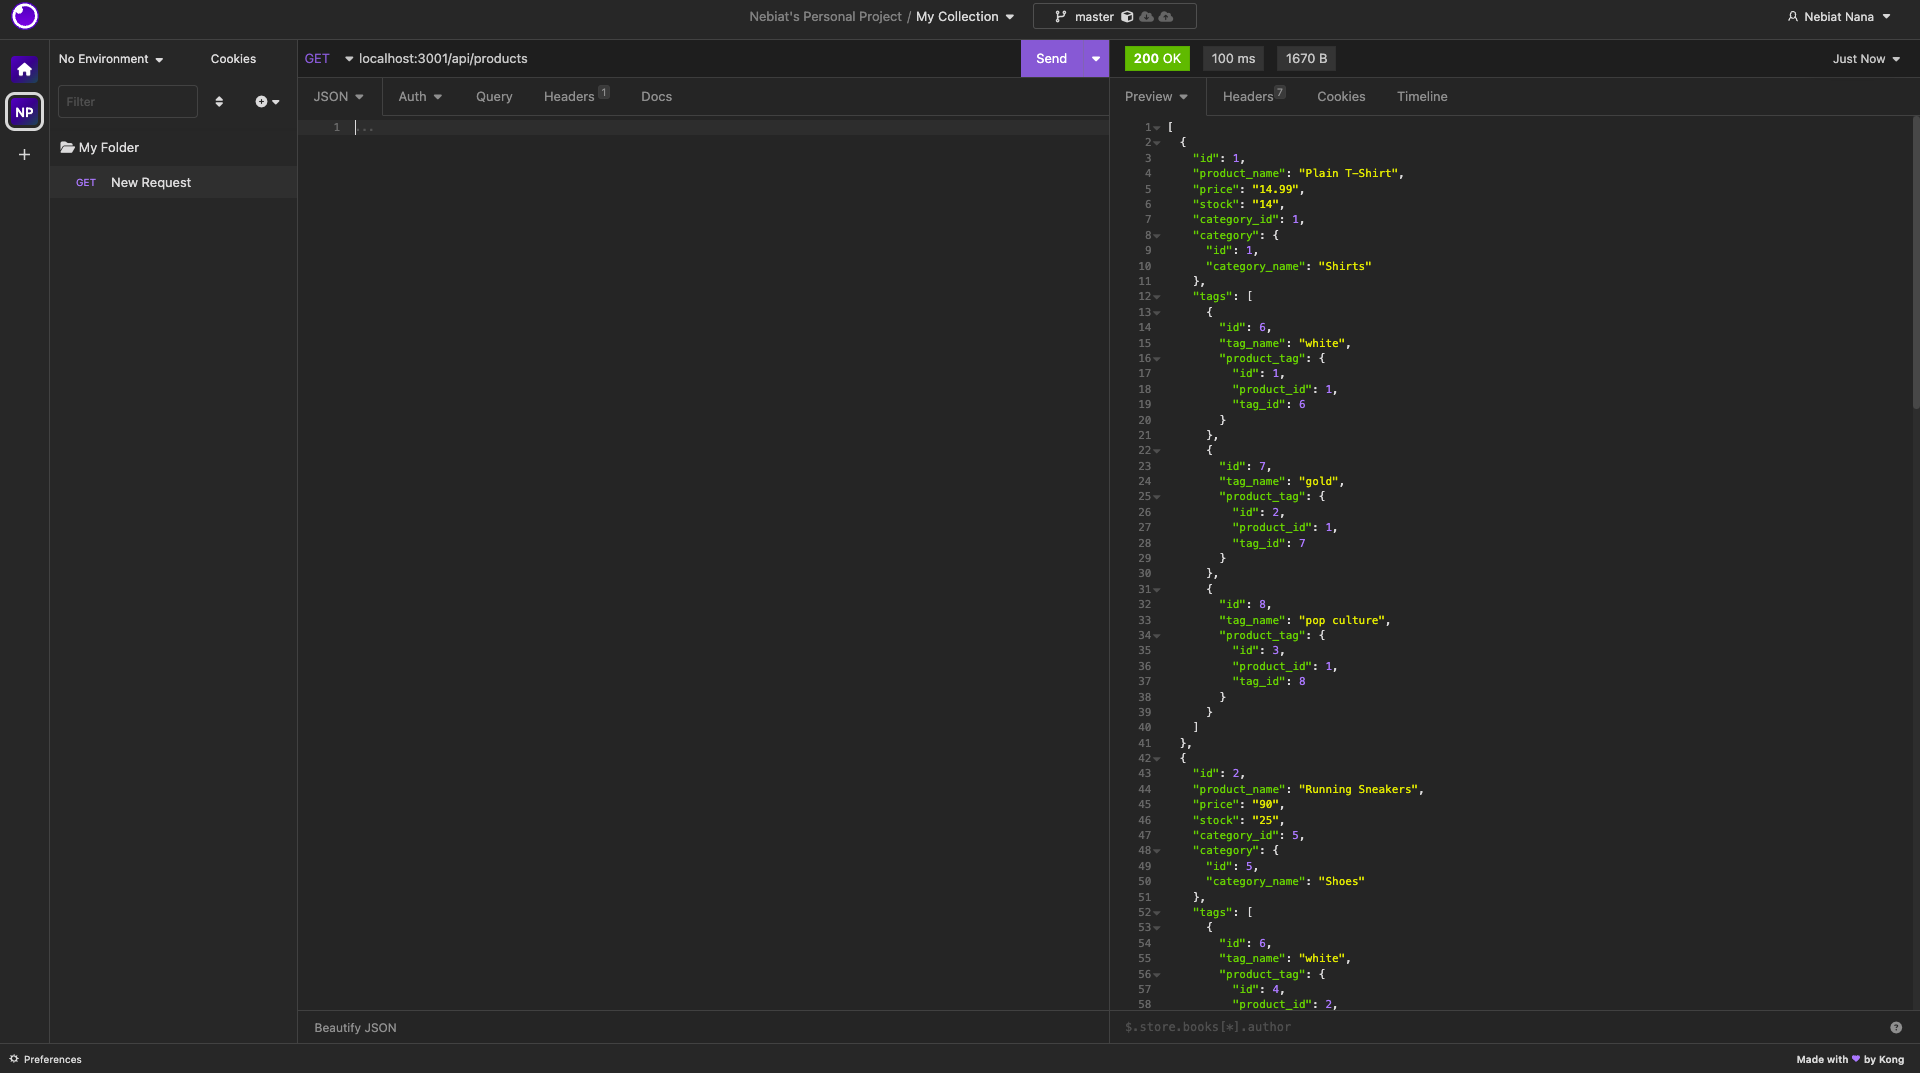 Nebiat's Personal Project / My Collection
master
Nebiat Nana
No Environment
Cookies
GET
localhost:3001/api/products
Send
200 OK
100 ms
1670 B
Just Now
NP
Filter
JSON
Auth
Query
Headers 1
Docs
Preview
Headers 7
Cookies
Timeline
My Folder
GET New Request
1 ...
1 [
2 {
3 "id": 1,
4 "product_name": "Plain T-Shirt",
5 "price": "14.99",
6 "stock": "14",
7 "category_id": 1,
8 "category": {
9 "id": 1,
10 "category_name": "Shirts"
11 },
12 "tags": [
13 {
14 "id": 6,
15 "tag_name": "white",
16 "product_tag": {
17 "id": 1,
18 "product_id": 1,
19 "tag_id": 6
20 }
21 },
22 {
23 "id": 7,
24 "tag_name": "gold",
25 "product_tag": {
26 "id": 2,
27 "product_id": 1,
28 "tag_id": 7
29 }
30 },
31 {
32 "id": 8,
33 "tag_name": "pop culture",
34 "product_tag": {
35 "id": 3,
36 "product_id": 1,
37 "tag_id": 8
38 }
39 }
40 ]
41 },
42 {
43 "id": 2,
44 "product_name": "Running Sneakers",
45 "price": "90",
46 "stock": "25",
47 "category_id": 5,
48 "category": {
49 "id": 5,
50 "category_name": "Shoes"
51 },
52 "tags": [
53 {
54 "id": 6,
55 "tag_name": "white",
56 "product_tag": {
57 "id": 4,
58 "product_id": 2,
Beautify JSON
$.store.books[*].author
Preferences
Made with ❤ by Kong